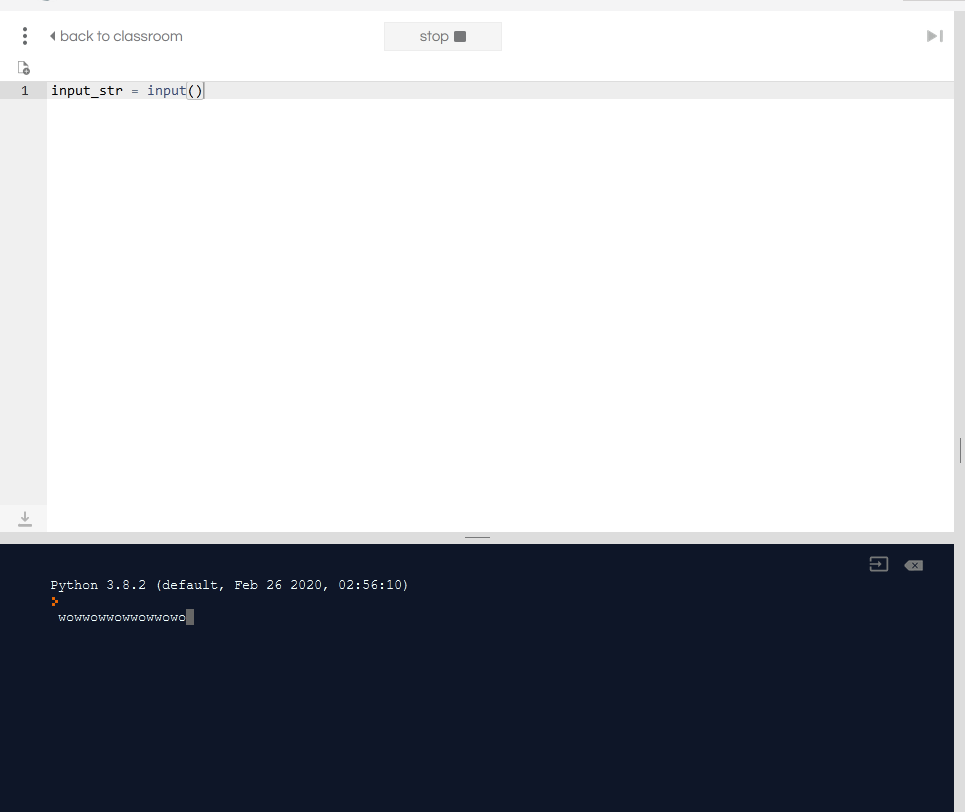 back to classroom
stop
1 input_str = input()
Python 3.8.2 (default, Feb 26 2020, 02:56:10)
wowwowwowwowwowo